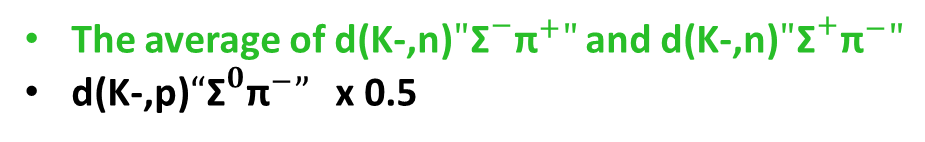 • The average of d(K-,n)"Σ⁻π⁺" and d(K-,n)"Σ⁺π⁻"
• d(K-,p)“Σ⁰π⁻” x 0.5